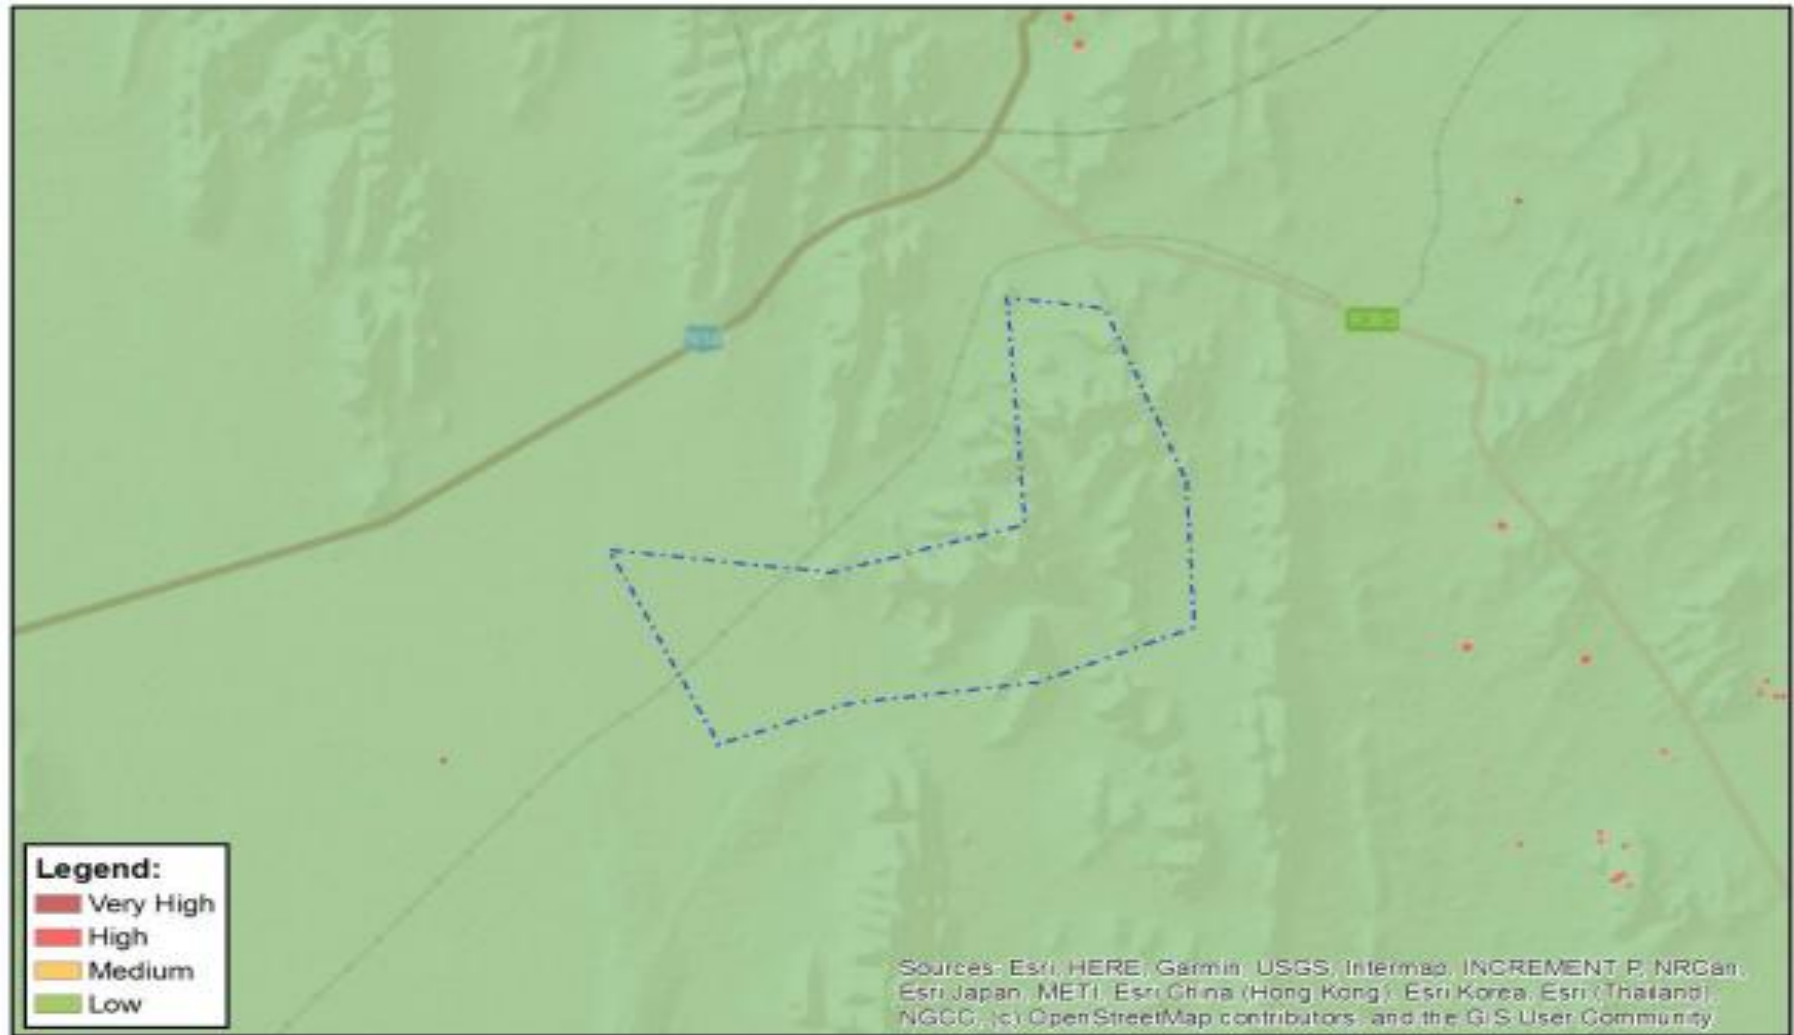 Legend:
Very High
High
Medium
Low
Sources: Esri, HERE, Garmin, USGS, Intermap, INCREMENT P, NRCan,
Esri Japan, METI, Esri China (Hong Kong), Esri Korea, Esri (Thailand),
NGCC, (c) OpenStreetMap contributors, and the GIS User Community